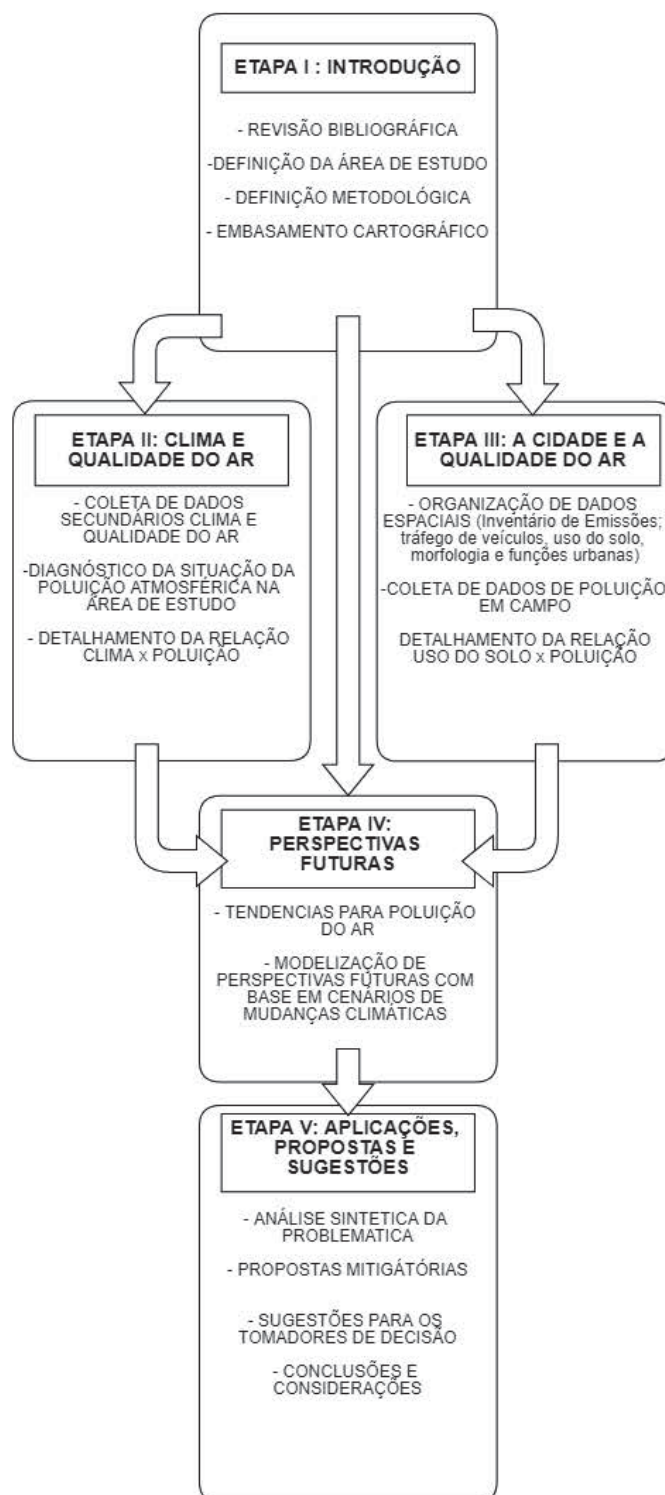 ETAPA I : INTRODUÇÃO
- REVISÃO BIBLIOGRÁFICA
-DEFINIÇÃO DA ÁREA DE ESTUDO
- DEFINIÇÃO METODOLÓGICA
- EMBASAMENTO CARTOGRÁFICO
ETAPA II: CLIMA E
QUALIDADE DO AR
- COLETA DE DADOS
SECUNDÁRIOS CLIMA E
QUALIDADE DO AR
-DIAGNÓSTICO DA SITUAÇÃO DA
POLUIÇÃO ATMOSFÉRICA NA
ÁREA DE ESTUDO
- DETALHAMENTO DA RELAÇÃO
CLIMA x POLUIÇÃO
ETAPA III: A CIDADE E A
QUALIDADE DO AR
- ORGANIZAÇÃO DE DADOS
ESPACIAIS (Inventário de Emissões;
tráfego de veículos, uso do solo,
morfologia e funções urbanas)
-COLETA DE DADOS DE POLUIÇÃO
EM CAMPO
DETALHAMENTO DA RELAÇÃO
USO DO SOLO x POLUIÇÃO
ETAPA IV:
PERSPECTIVAS
FUTURAS
- TENDENCIAS PARA POLUIÇÃO
DO AR
- MODELIZAÇÃO DE
PERSPECTIVAS FUTURAS COM
BASE EM CENÁRIOS DE
MUDANÇAS CLIMÁTICAS
ETAPA V: APLICAÇÕES,
PROPOSTAS E
SUGESTÕES
- ANÁLISE SINTETICA DA
PROBLEMATICA
- PROPOSTAS MITIGÁTÓRIAS
- SUGESTÕES PARA OS
TOMADORES DE DECISÃO
- CONCLUSÕES E
CONSIDERAÇÕES